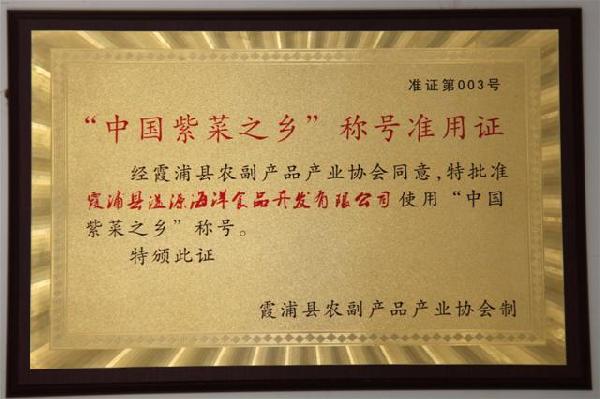 准证第003号
“中国紫菜之乡”称号准用证
经霞浦县农副产品产业协会同意,特批准
霞浦县溢源海洋食品开发有限公司使用“中国
紫菜之乡”称号。
特颁此证
霞浦县农副产品产业协会制